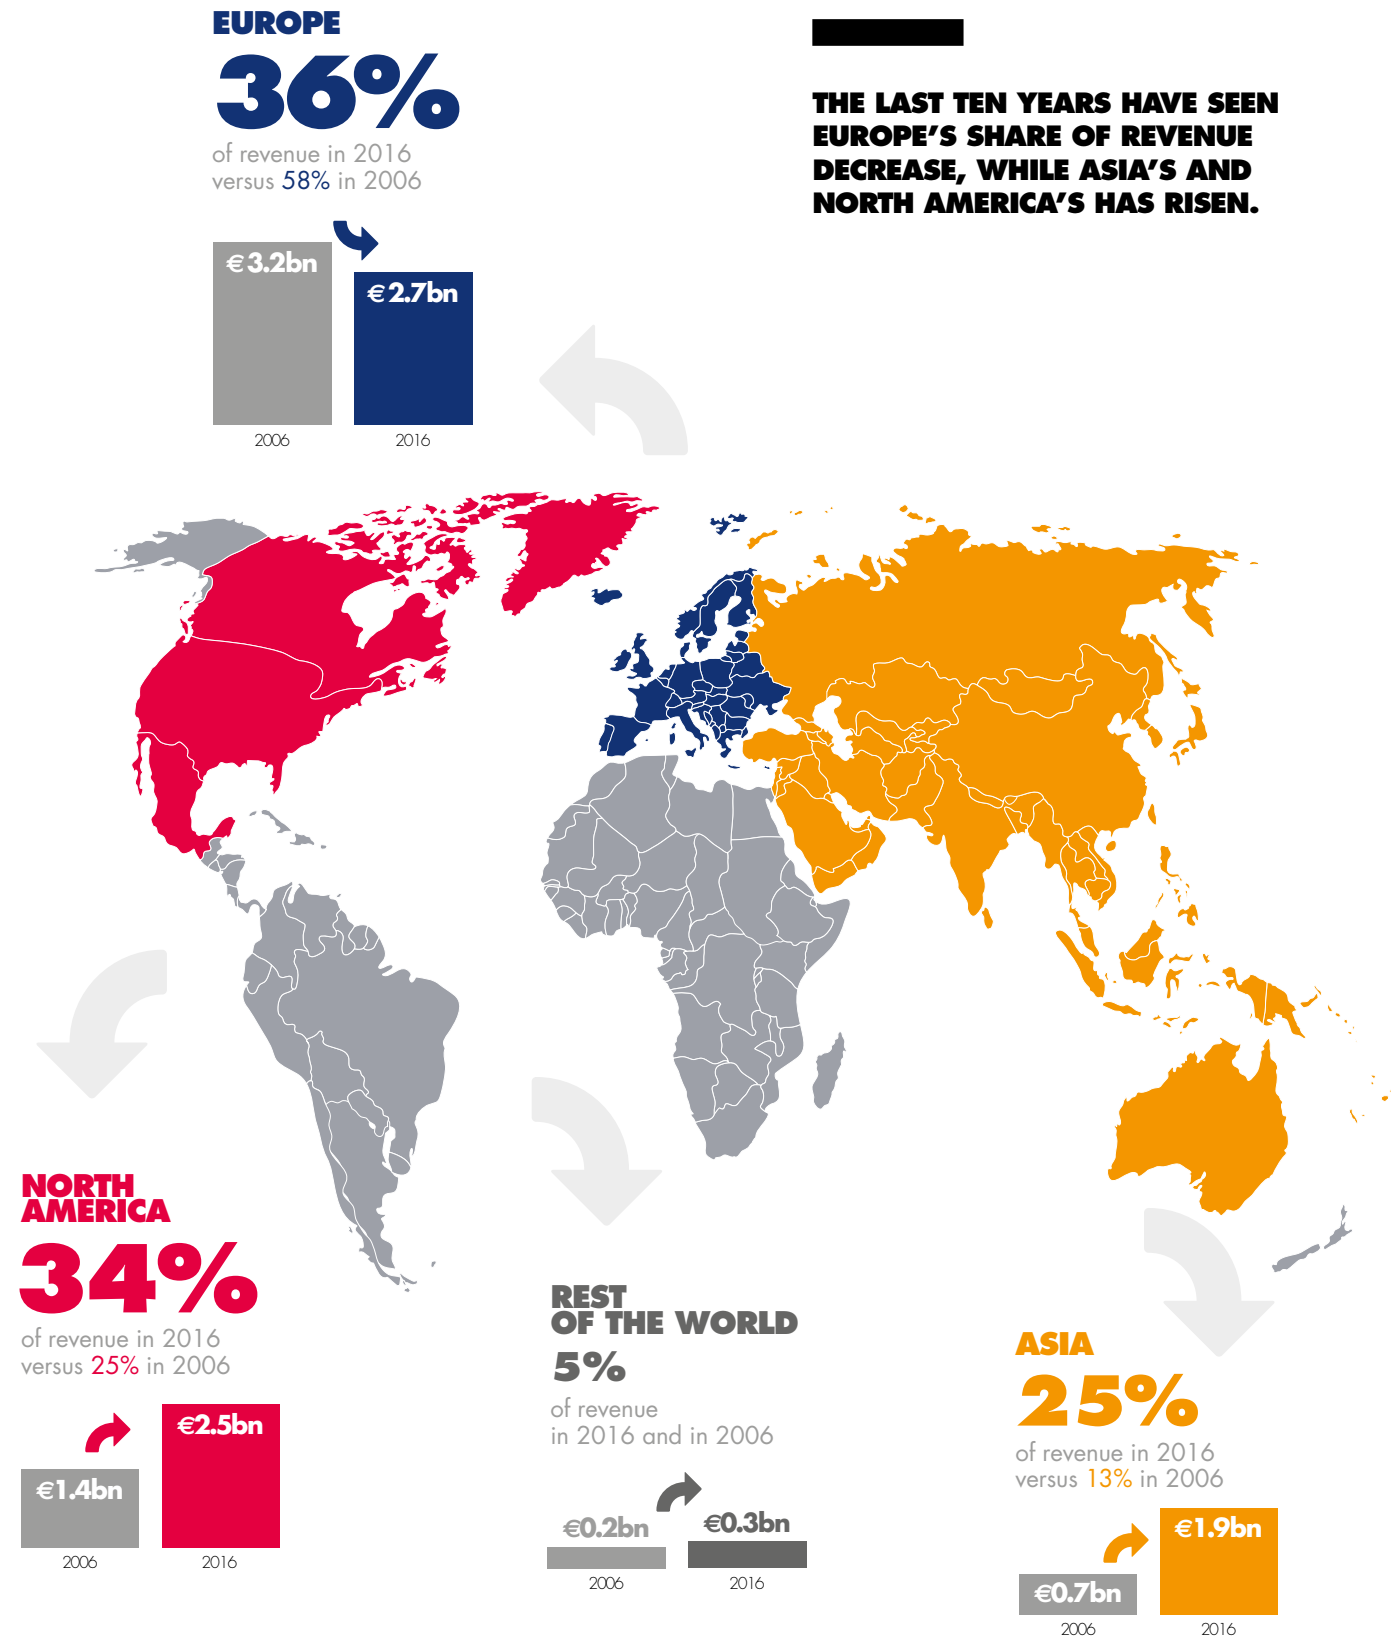 EUROPE
36%
of revenue in 2016
versus 58% in 2006
€3.2bn
€2.7bn
2006
2016
THE LAST TEN YEARS HAVE SEEN
EUROPE’S SHARE OF REVENUE
DECREASE, WHILE ASIA’S AND
NORTH AMERICA’S HAS RISEN.
NORTH
AMERICA
34%
of revenue in 2016
versus 25% in 2006
€1.4bn
€2.5bn
2006
2016
REST
OF THE WORLD
5%
of revenue
in 2016 and in 2006
€0.2bn
€0.3bn
2006
2016
ASIA
25%
of revenue in 2016
versus 13% in 2006
€0.7bn
€1.9bn
2006
2016